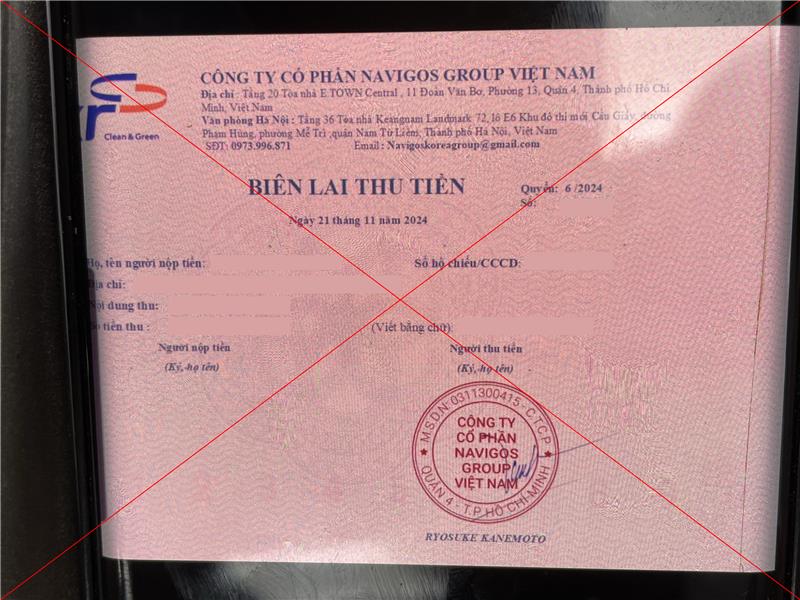 Clean & Green
CÔNG TY CỔ PHẦN NAVIGOS GROUP VIỆT NAM
Địa chỉ : Tầng 20 Tòa nhà E.TOWN Central , 11 Đoàn Văn Bơ, Phường 13, Quận 4, Thành phố Hồ Chí
Minh, Việt Nam
Văn phòng Hà Nội : Tầng 36 Tòa nhà Keangnam Landmark 72, lô E6 Khu đô thị mới Cầu Giấy, đường
Phạm Hùng, phường Mễ Trì ,quận Nam Từ Liêm, Thành phố Hà Nội, Việt Nam
SĐT: 0973.996.871 Email : Navigoskoreagroup@gmail.com
BIÊN LAI THU TIỀN
Quyển: 6 /2024
Số:
Ngày 21 tháng 11 năm 2024
Họ, tên người nộp tiền: Số hộ chiếu/CCCD:
Địa chỉ:
Nội dung thu:
Số tiền thu : (Viết bằng chữ):
Người nộp tiền Người thu tiền
(Ký, họ tên) (Ký, họ tên)
M.S.D.N: 0311300415 - C.T.C.P
CÔNG TY
CỔ PHẦN
NAVIGOS
GROUP
VIỆT NAM
QUẬN 4 - T.P HỒ CHÍ MINH
RYOSUKE KANEMOTO